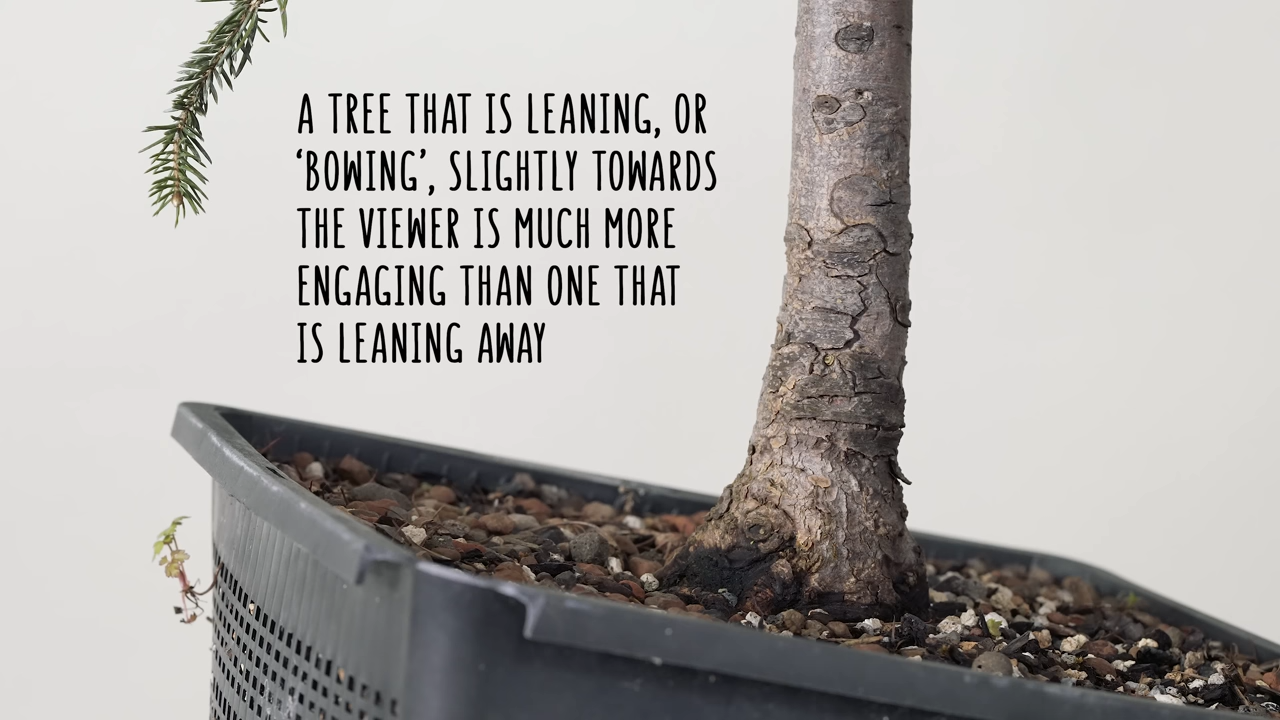 A TREE THAT IS LEANING, OR
‘BOWING’, SLIGHTLY TOWARDS
THE VIEWER IS MUCH MORE
ENGAGING THAN ONE THAT
IS LEANING AWAY